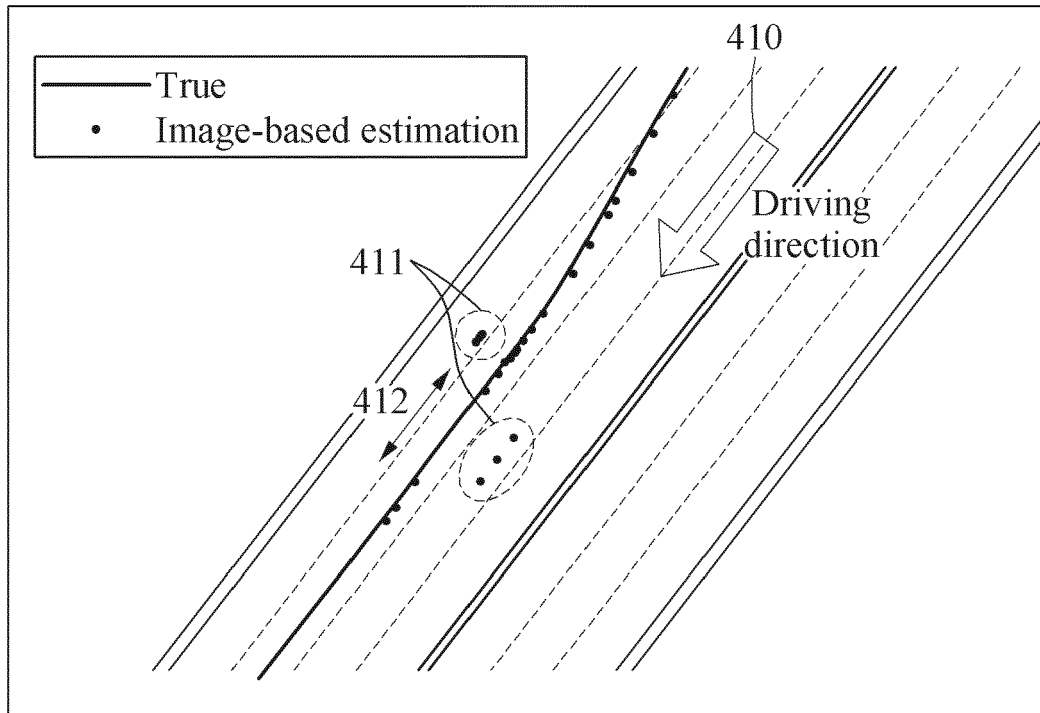 410
True
Image-based estimation
Driving
direction
411
412